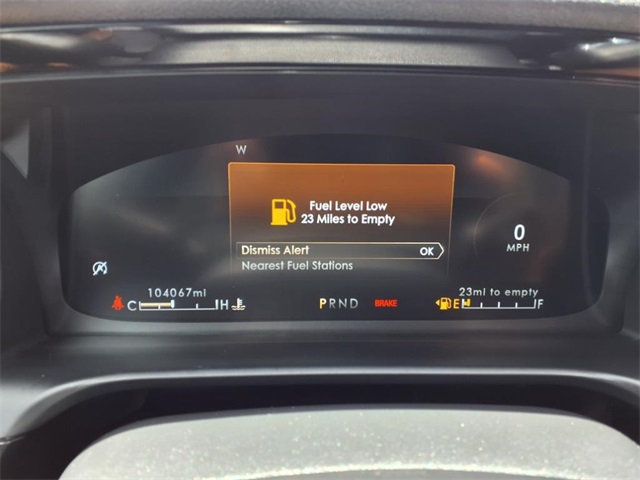 W
Fuel Level Low
23 Miles to Empty
Dismiss Alert OK
Nearest Fuel Stations
0
MPH
104067mi
23mi to empty
C H
PRND
BRAKE
E F